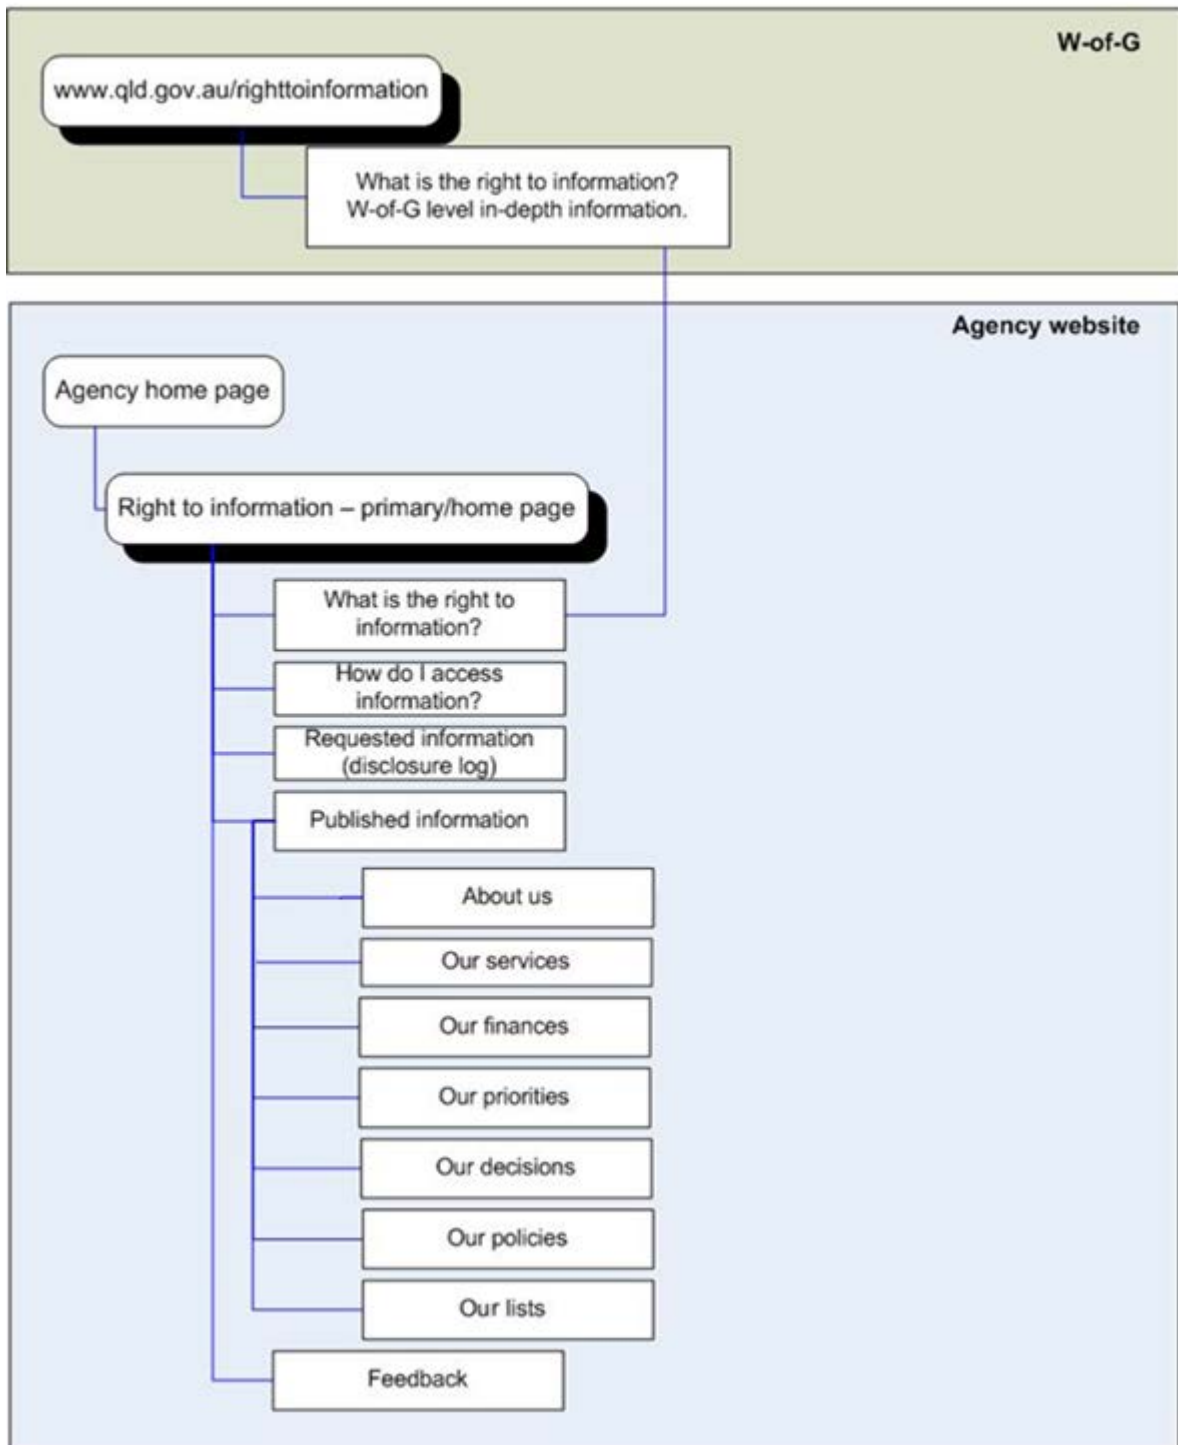 W-of-G
www.qld.gov.au/righttoinformation
What is the right to information?
W-of-G level in-depth information.
Agency website
Agency home page
Right to information – primary/home page
What is the right to
information?
How do I access
information?
Requested information
(disclosure log)
Published information
About us
Our services
Our finances
Our priorities
Our decisions
Our policies
Our lists
Feedback